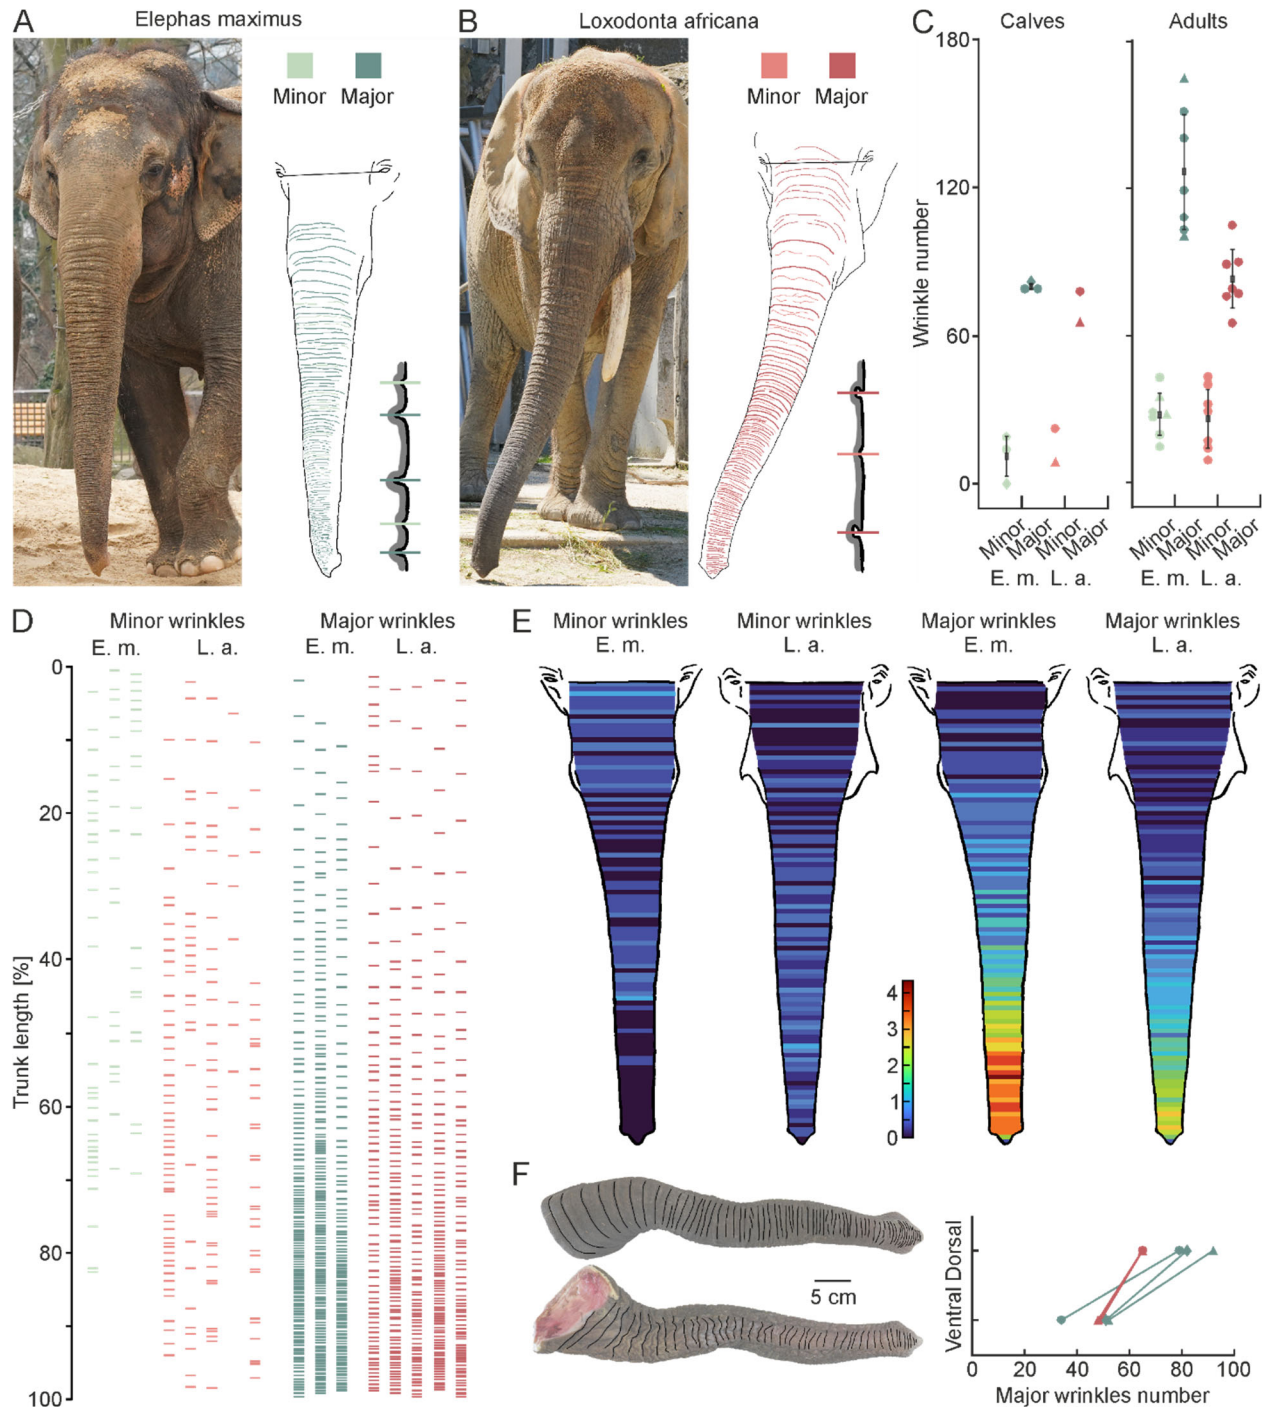 A Elephas maximus
Minor Major
B Loxodonta africana
Minor Major
C Calves Adults
Wrinkle number
180
120
60
0
Minor Major Minor Major
E. m. L. a.
Minor Major Minor Major
E. m. L. a.
D Minor wrinkles Major wrinkles
E. m. L. a. E. m. L. a.
Trunk length [%]
0
20
40
60
80
100
E Minor wrinkles Minor wrinkles Major wrinkles Major wrinkles
E. m. L. a. E. m. L. a.
4
3
2
1
0
F
5 cm
Ventral Dorsal
0 20 40 60 80 100
Major wrinkles number